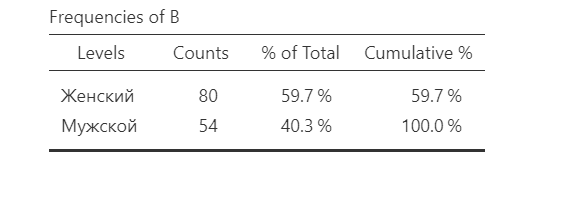 Frequencies of B
Levels Counts % of Total Cumulative %
Женский 80 59.7 % 59.7 %
Мужской 54 40.3 % 100.0 %